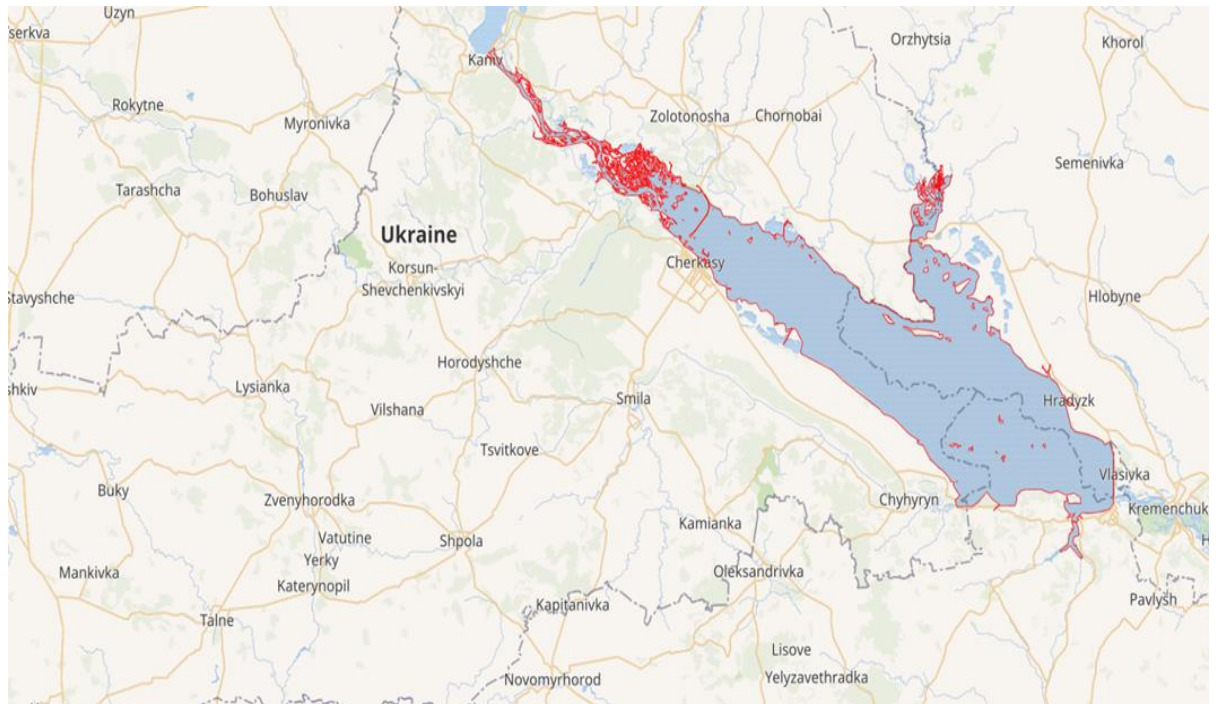 Uzyn
serkva
Kaniv
Orzhytsia
Khorol
Rokytne
Myronivka
Zolotonosha
Chornobai
Semenivka
Tarashcha
Bohuslav
Ukraine
Korsun-
Shevchenkivskyi
Cherkasy
Stavyshche
Hlobyne
Horodyshche
Lysianka
shkiv
Vilshana
Smila
Hradyzk
Tsvitkove
Vlasivka
Buky
Zvenyhorodka
Chyhyryn
Kremenchuk
Vatutine
Shpola
Kamianka
H
Yerky
Mankivka
Katerynopil
Oleksandrivka
Kapitanivka
Pavlysh
Talne
Lisove
Novomyrhorod
Yelyzavethradka